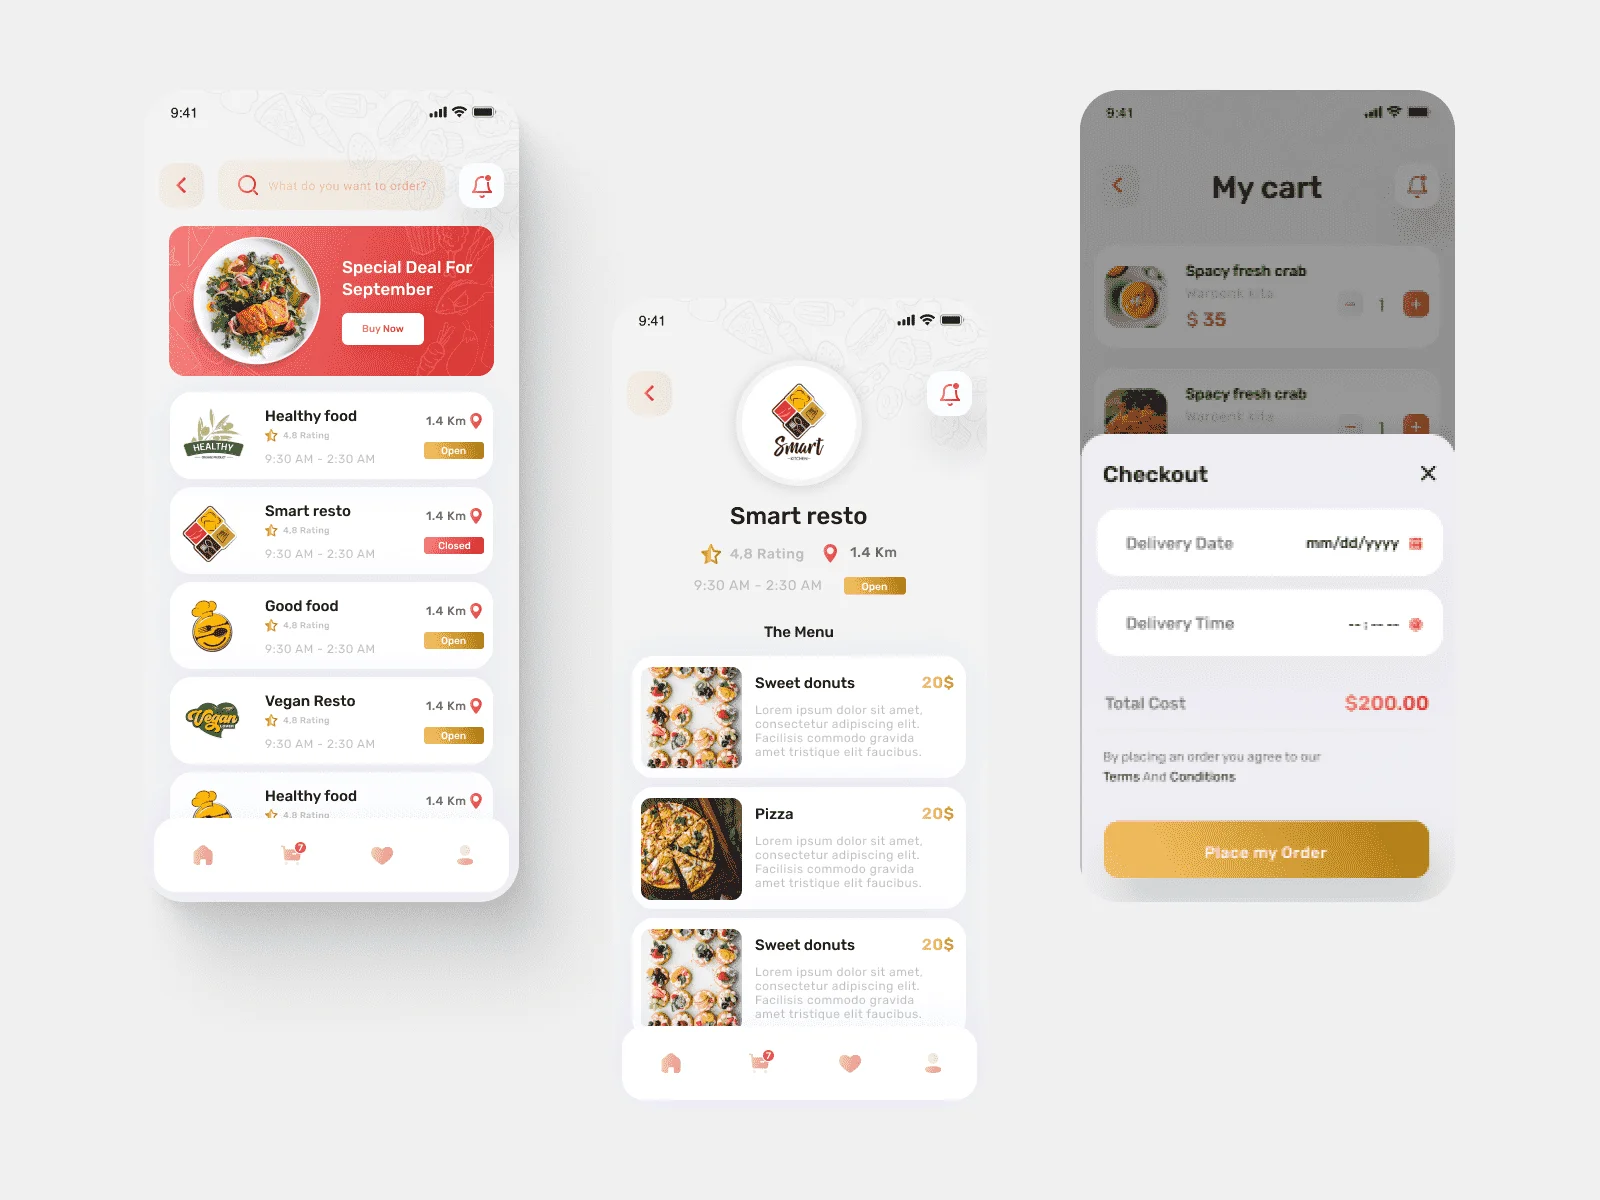 9:41
What do you want to order?
Special Deal For
September
Buy Now
HEALTHY
Healthy food
1.4 Km
4,8 Rating
Open
9:30 AM - 2:30 AM
Smart resto
1.4 Km
4,8 Rating
Closed
9:30 AM - 2:30 AM
Good food
1.4 Km
4,8 Rating
Open
9:30 AM - 2:30 AM
Vegan
Vegan Resto
1.4 Km
4,8 Rating
Open
9:30 AM - 2:30 AM
Healthy food
1.4 Km
4,8 Rating
7
9:41
Smart
KITCHEN
Smart resto
4,8 Rating
1.4 Km
9:30 AM - 2:30 AM
Open
The Menu
Sweet donuts
20$
Lorem ipsum dolor sit amet,
consectetur adipiscing elit.
Facilisis commodo gravida
amet tristique elit faucibus.
Pizza
20$
Lorem ipsum dolor sit amet,
consectetur adipiscing elit.
Facilisis commodo gravida
amet tristique elit faucibus.
Sweet donuts
20$
Lorem ipsum dolor sit amet,
consectetur adipiscing elit.
Facilisis commodo gravida
amet tristique elit faucibus.
7
9:41
My cart
Spacy fresh crab
Waroenk kita
$ 35
− 1 +
Spacy fresh crab
Waroenk kita
− 1 +
Checkout
Delivery Date
mm/dd/yyyy
Delivery Time
--:-- --
Total Cost
$200.00
By placing an order you agree to our
Terms And Conditions
Place my Order